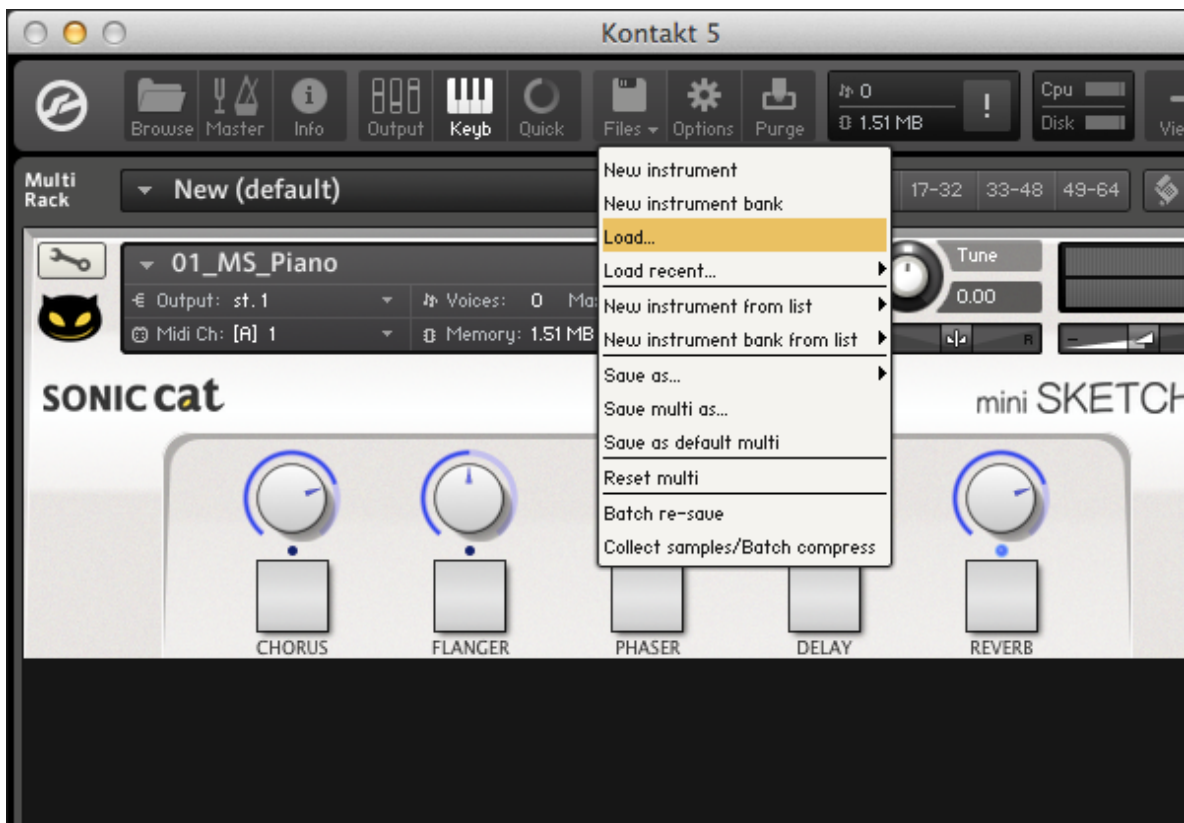 Kontakt 5
Browse Master Info Output Keyb Quick Files Options Purge
0
1.51 MB
!
Cpu
Disk
Multi
Rack
New (default)
17-32 33-48 49-64
New instrument
New instrument bank
Load...
Load recent...
New instrument from list
New instrument bank from list
Save as...
Save multi as...
Save as default multi
Reset multi
Batch re-save
Collect samples/Batch compress
01_MS_Piano
Output: st. 1
Voices: 0
Midi Ch: [A] 1
Memory: 1.51 MB
Tune
0.00
R
SONIC cat
mini SKETCH
CHORUS
FLANGER
PHASER
DELAY
REVERB